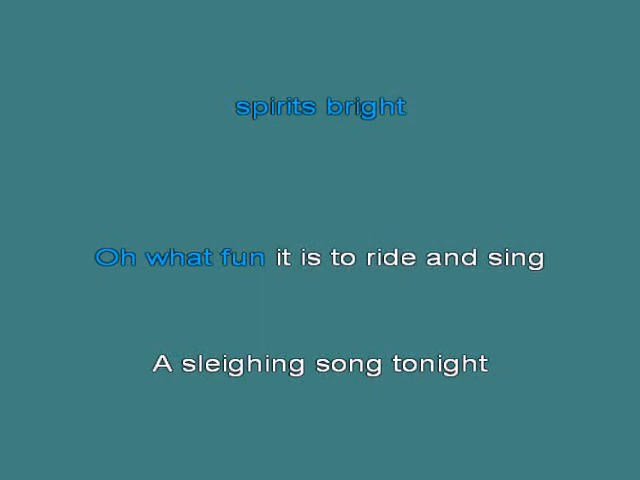 spirits bright
Oh what fun it is to ride and sing
A sleighing song tonight